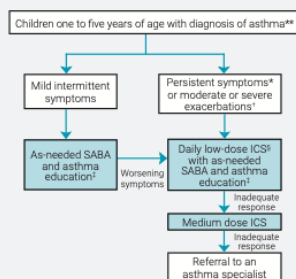 Children one to five years of age with diagnosis of asthma**
Mild intermittent
symptoms
Persistent symptoms*
or moderate or severe
exacerbations†
As-needed SABA
and asthma
education‡
Worsening
symptoms
Daily low-dose ICS§
with as-needed
SABA and asthma
education‡
Inadequate
response
Medium dose ICS
Inadequate
response
Referral to an
asthma specialist